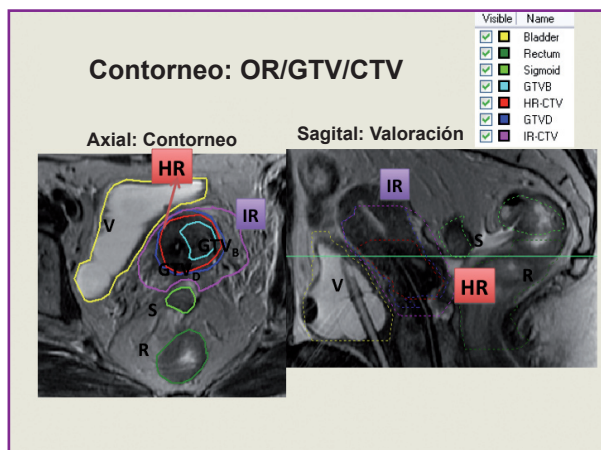 Visible Name
Bladder
Rectum
Sigmoid
GTVB
HR-CTV
GTVD
IR-CTV
Contorneo: OR/GTV/CTV
Axial: Contorneo
Sagital: Valoración
HR
IR
V
GTVB
GTVD
S
R
IR
S
V
R
HR